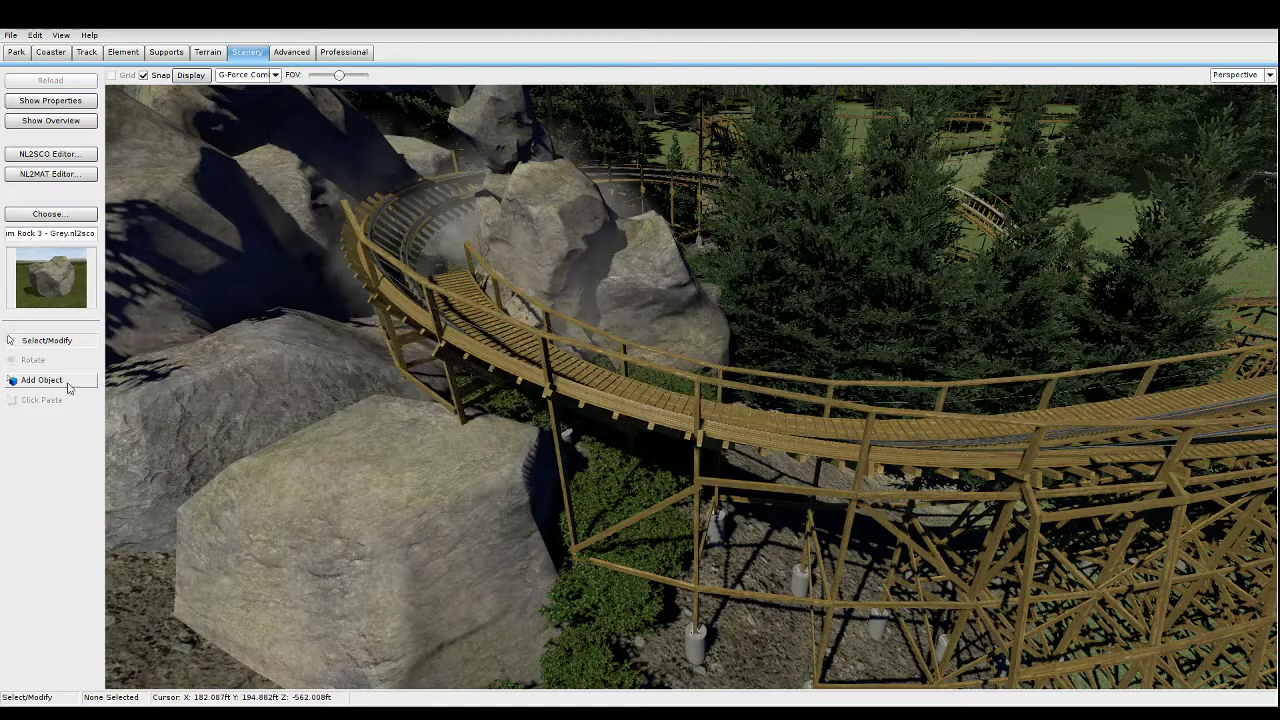 File Edit View Help
Park Coaster Track Element Supports Terrain Scenery Advanced Professional
Reload Grid Snap Display G-Force Com FOV: Perspective
Show Properties
Show Overview
NL2SCO Editor...
NL2MAT Editor...
Choose...
im Rock 3 - Grey.nl2sco
Select/Modify
Rotate
Add Object
Click Paste
Select/Modify None Selected Cursor: X: 182.087ft Y: 194.882ft Z: -562.008ft